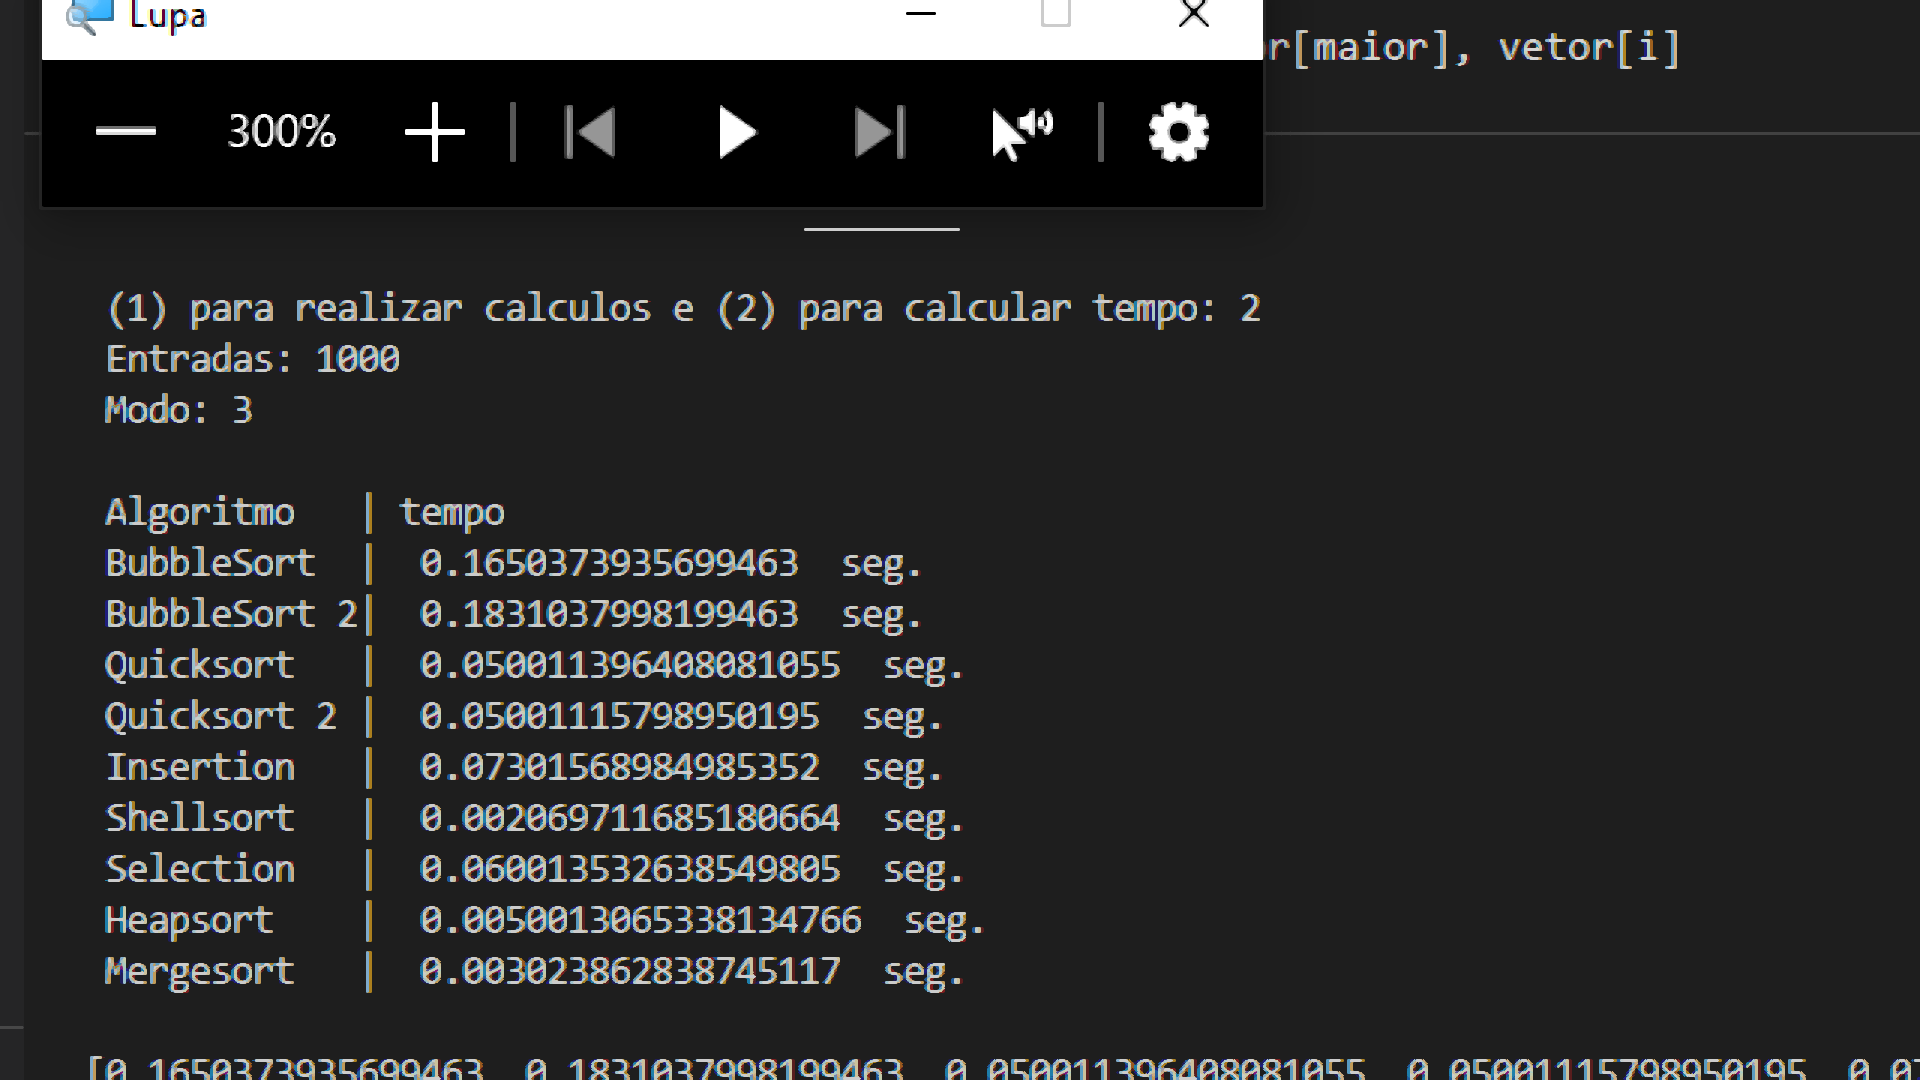 Lupa
r[maior], vetor[i]
300%
(1) para realizar calculos e (2) para calcular tempo: 2
Entradas: 1000
Modo: 3
Algoritmo | tempo
BubbleSort | 0.1650373935699463 seg.
BubbleSort 2| 0.1831037998199463 seg.
Quicksort | 0.050011396408081055 seg.
Quicksort 2 | 0.05001115798950195 seg.
Insertion | 0.07301568984985352 seg.
Shellsort | 0.002069711685180664 seg.
Selection | 0.060013532638549805 seg.
Heapsort | 0.0050013065338134766 seg.
Mergesort | 0.003023862838745117 seg.
[0.1650373935699463, 0.1831037998199463, 0.050011396408081055, 0.05001115798950195, 0.07